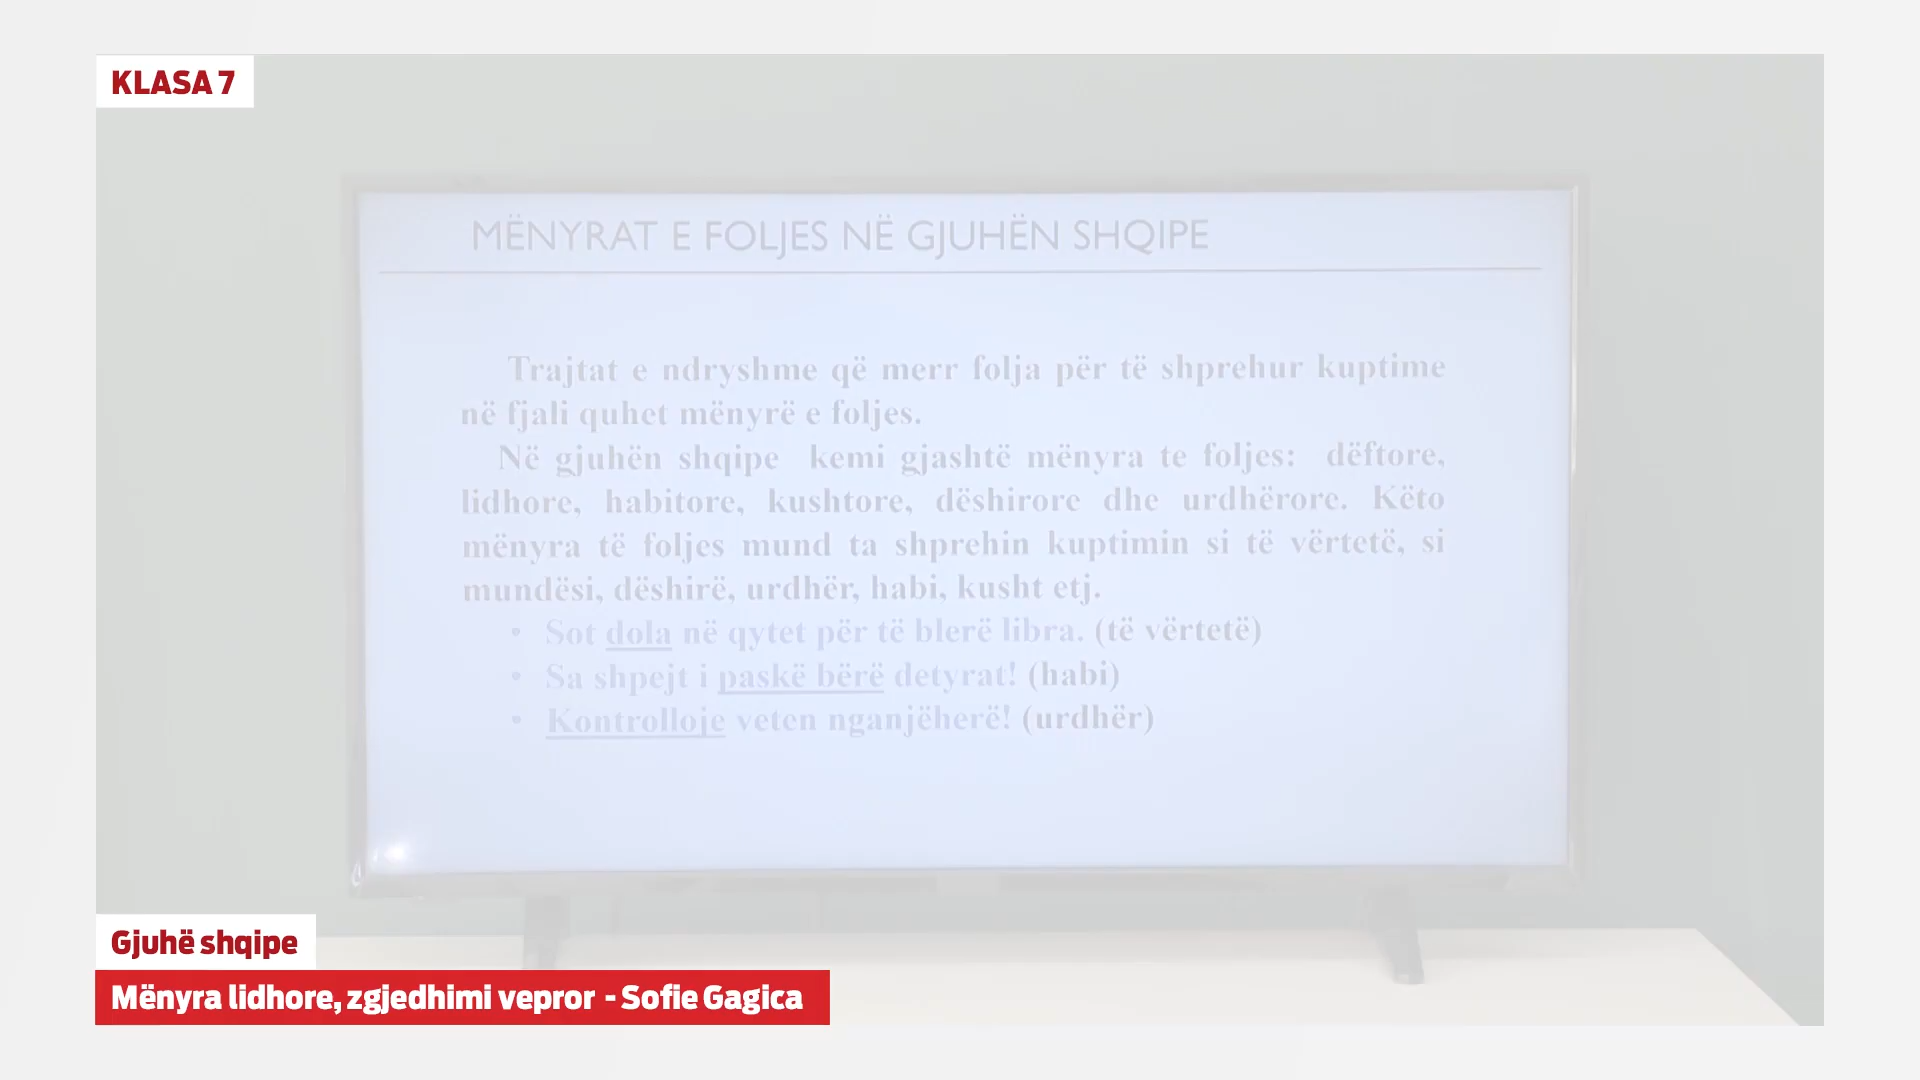 KLASA 7
MËNYRAT E FOLJES NË GJUHËN SHQIPE
Trajtat e ndryshme që merr folja për të shprehur kuptime
në fjali quhet mënyrë e foljes.
Në gjuhën shqipe kemi gjashtë mënyra te foljes: dëftore,
lidhore, habitore, kushtore, dëshirore dhe urdhërore. Këto
mënyra të foljes mund ta shprehin kuptimin si të vërtetë, si
mundësi, dëshirë, urdhër, habi, kusht etj.
• Sot dola në qytet për të blerë libra. (të vërtetë)
• Sa shpejt i paskë bërë detyrat! (habi)
• Kontrolloje veten nganjëherë! (urdhër)
Gjuhë shqipe
Mënyra lidhore, zgjedhimi vepror - Sofie Gagica